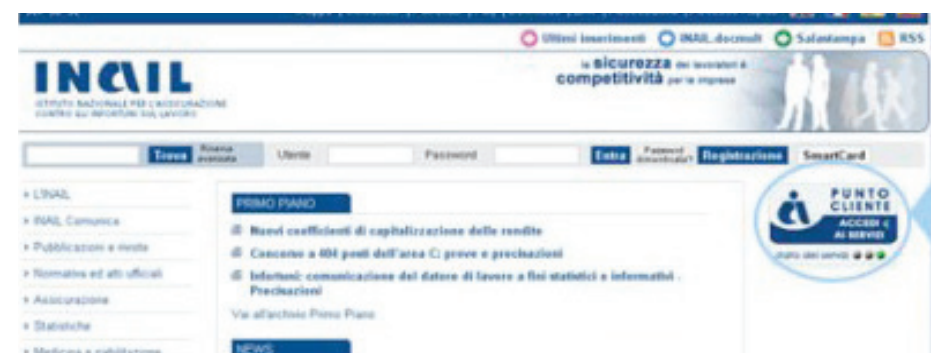 Ultimi inserimenti INAIL.docmult Salastampa RSS
la sicurezza dei lavoratori è
competitività per le imprese
INAIL
ISTITUTO NAZIONALE PER L'ASSICURAZIONE
CONTRO GLI INFORTUNI SUL LAVORO
Trova Ricerca avanzata Utente Password Entra Password dimenticata? Registrazione SmartCard
L'INAIL
INAIL Comunica
Pubblicazioni e riviste
Normativa ed atti ufficiali
Assicurazione
Statistiche
Medicina e riabilitazione
PRIMO PIANO
Nuovi coefficienti di capitalizzazione delle rendite
Concorso a 404 posti dell'area C: prove e precisazioni
Infortuni: comunicazione del datore di lavoro a fini statistici e informativi -
Precisazioni
Vai all'archivio Primo Piano
NEWS
PUNTO
CLIENTE
ACCEDI
AI SERVIZI
stato dei servizi